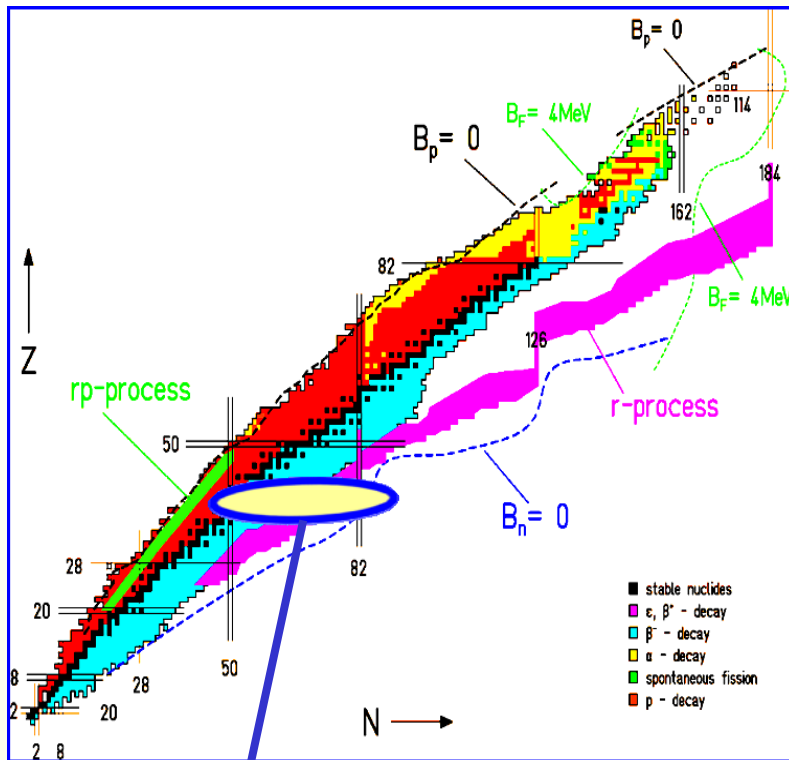 B_p = 0
B_F = 4MeV
114
B_p = 0
184
162
82
Z
B_F = 4MeV
126
rp-process
r-process
50
B_n = 0
28
82
20
50
8
28
2
20
N
2 8
stable nuclides
ε, β⁺ - decay
β⁻ - decay
α - decay
spontaneous fission
p - decay